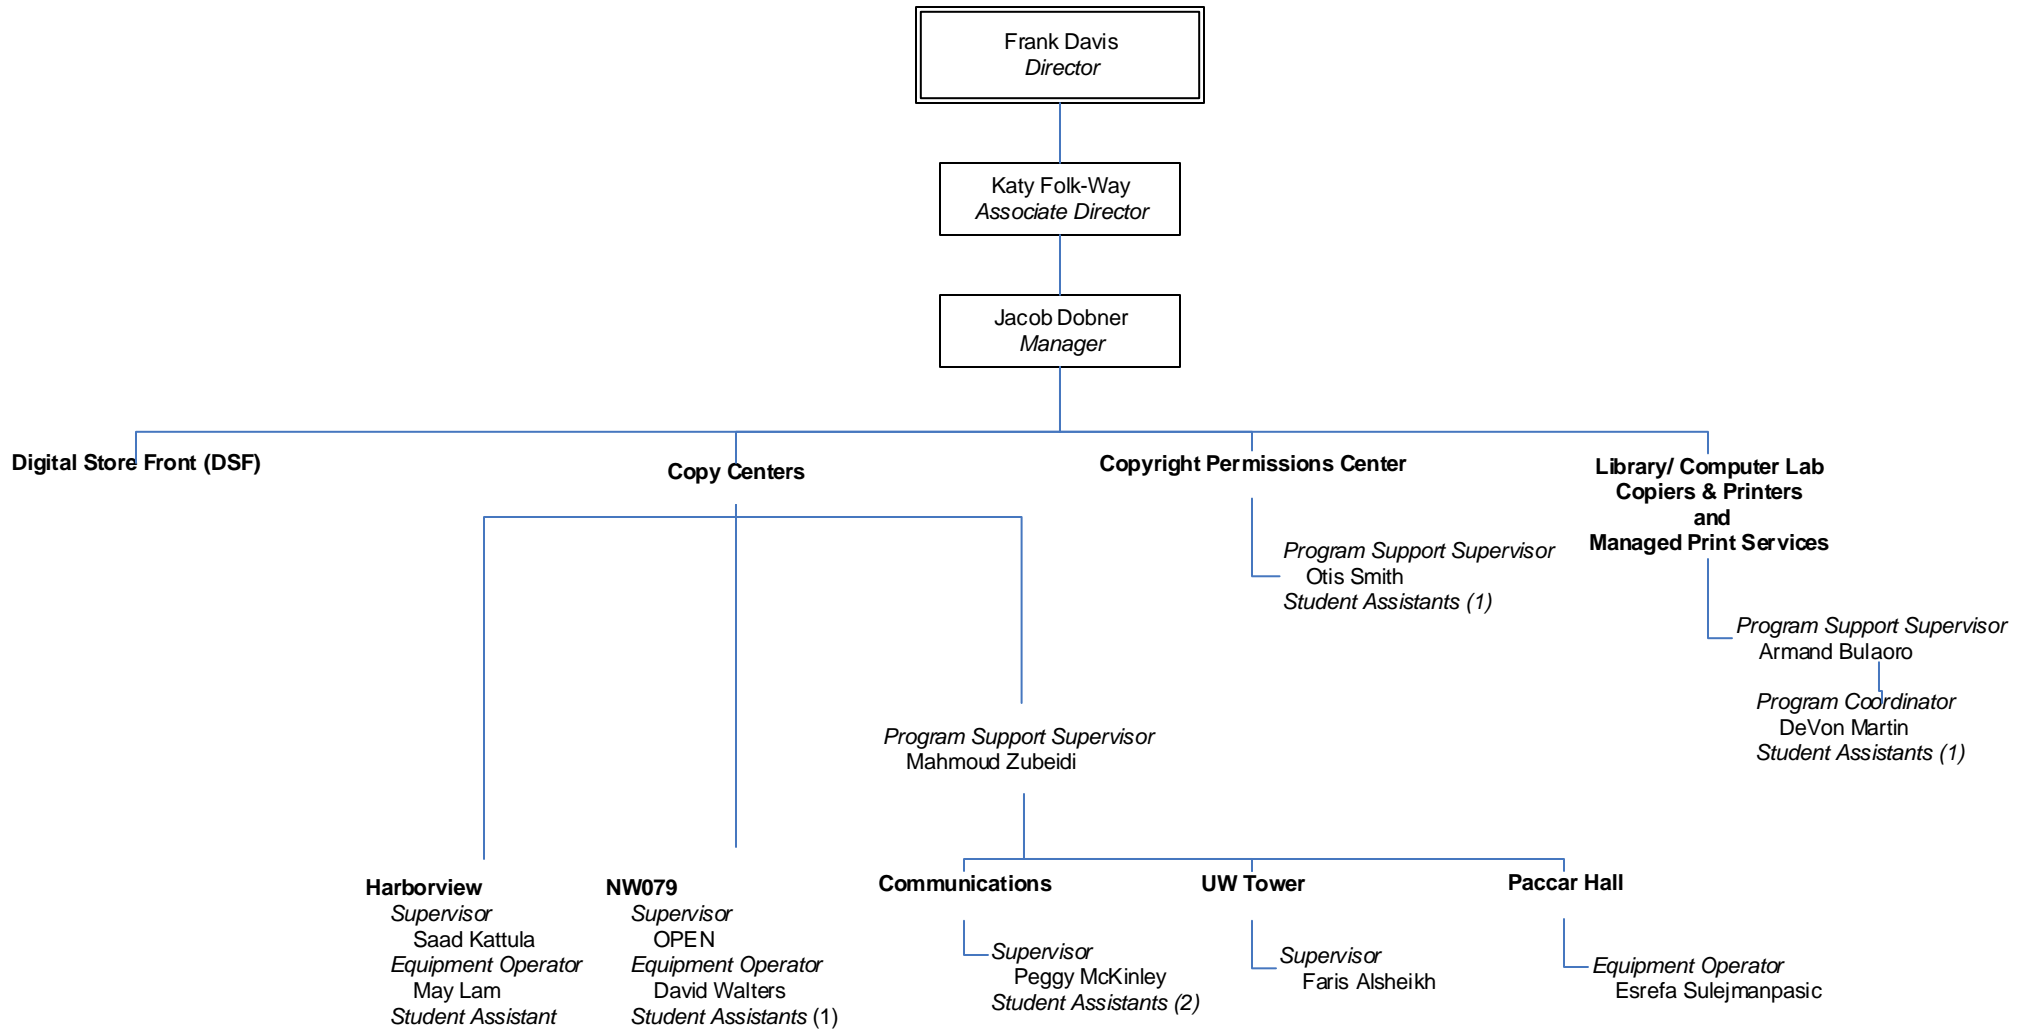 Frank Davis
Director
Katy Folk-Way
Associate Director
Jacob Dobner
Manager
Digital Store Front (DSF)
Copy Centers
Copyright Permissions Center
Library/ Computer Lab
Copiers & Printers
and
Managed Print Services
Program Support Supervisor
Otis Smith
Student Assistants (1)
Program Support Supervisor
Armand Bulaoro
Program Coordinator
DeVon Martin
Student Assistants (1)
Program Support Supervisor
Mahmoud Zubeidi
Harborview
Supervisor
Saad Kattula
Equipment Operator
May Lam
Student Assistant
NW079
Supervisor
OPEN
Equipment Operator
David Walters
Student Assistants (1)
Communications
Supervisor
Peggy McKinley
Student Assistants (2)
UW Tower
Supervisor
Faris Alsheikh
Paccar Hall
Equipment Operator
Esrefa Sulejmanpasic